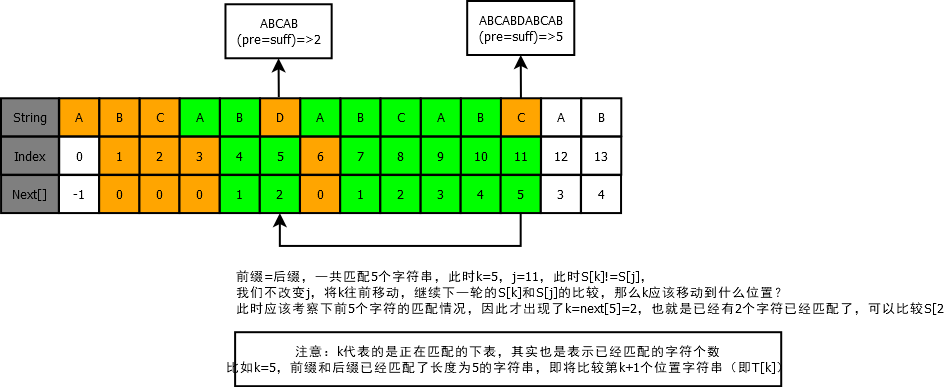 ABCAB
(pre=suff)=>2
ABCABDABCAB
(pre=suff)=>5
String A B C A B D A B C A B C A B
Index 0 1 2 3 4 5 6 7 8 9 10 11 12 13
Next[] -1 0 0 0 1 2 0 1 2 3 4 5 3 4
前缀=后缀，一共匹配5个字符串，此时k=5，j=11，此时S[k]!=S[j]，
我们不改变j，将k往前移动，继续下一轮的S[k]和S[j]的比较，那么k应该移动到什么位置？
此时应该考察下前5个字符的匹配情况，因此才出现了k=next[5]=2，也就是已经有2个字符已经匹配了，可以比较S[2
注意：k代表的是正在匹配的下表，其实也是表示已经匹配的字符个数
比如k=5，前缀和后缀已经匹配了长度为5的字符串，即将比较第k+1个位置字符串（即T[k]）